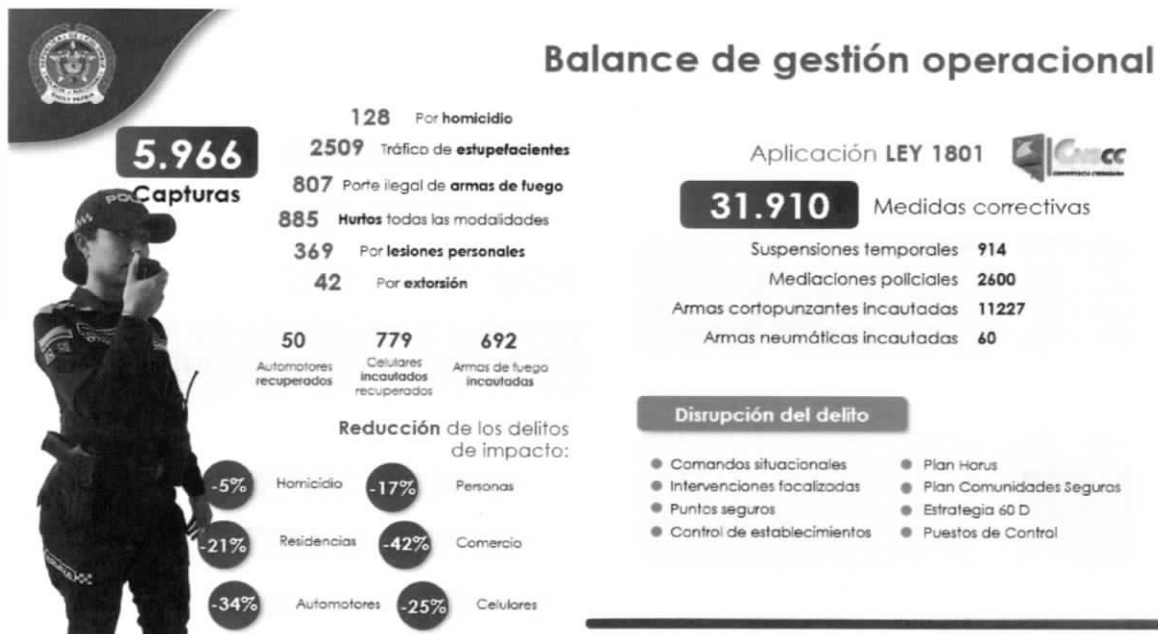 Balance de gestión operacional
5.966
Capturas
128 Por homicidio
2509 Tráfico de estupefacientes
807 Porte ilegal de armas de fuego
885 Hurtos todas las modalidades
369 Por lesiones personales
42 Por extorsión
50
Automotores
recuperados
779
Celulares
incautados
recuperados
692
Armas de fuego
incautadas
Reducción de los delitos
de impacto:
-5% Homicidio -17% Personas
-21% Residencias -42% Comercio
-34% Automotores -25% Celulares
Aplicación LEY 1801
31.910 Medidas correctivas
Suspensiones temporales 914
Mediaciones policiales 2600
Armas cortopunzantes incautadas 11227
Armas neumáticas incautadas 60
Disrupción del delito
Comandos situacionales
Intervenciones focalizadas
Puntos seguros
Control de establecimientos
Plan Horus
Plan Comunidades Seguras
Estrategia 60 D
Puestos de Control